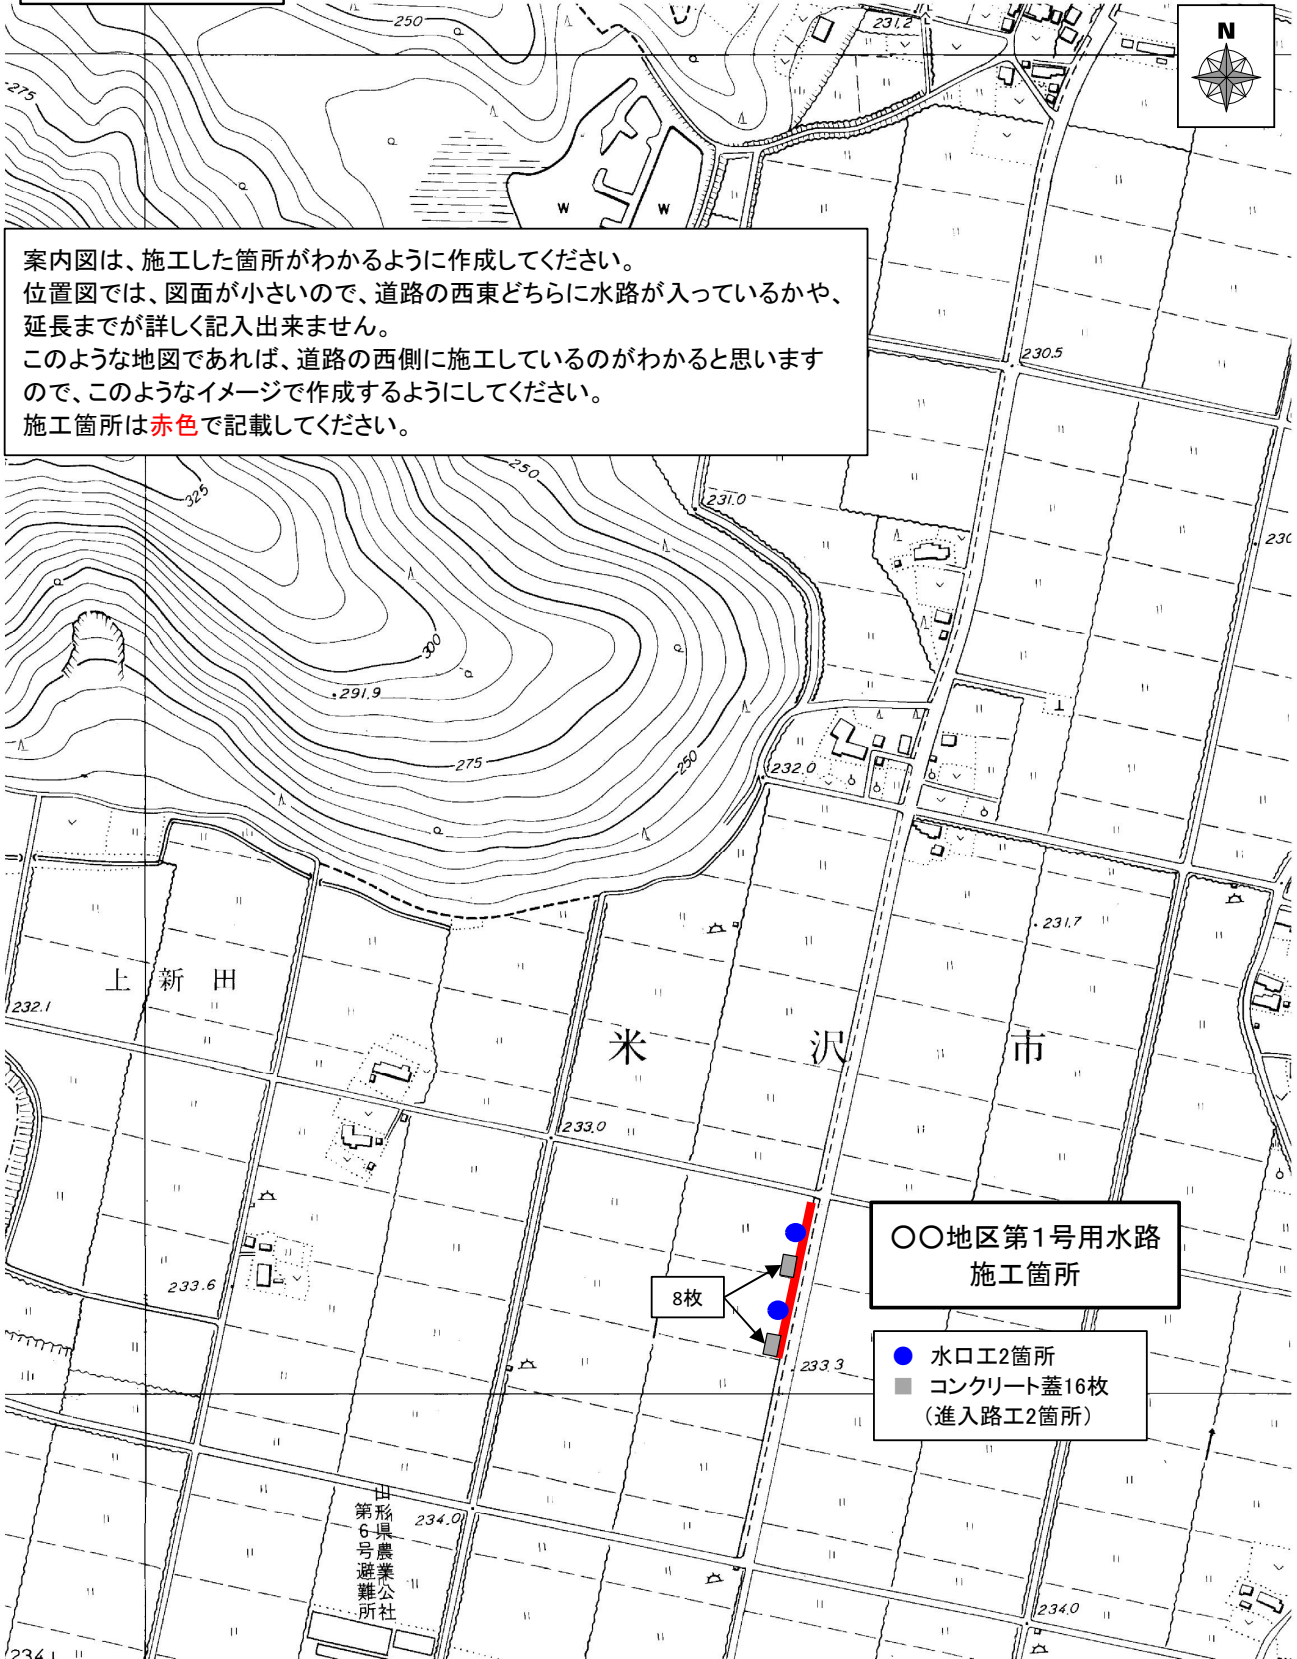 250
231.2
N
275
W
W
案内図は、施工した箇所がわかるように作成してください。
位置図では、図面が小さいので、道路の西東どちらに水路が入っているかや、
延長までが詳しく記入出来ません。
このような地図であれば、道路の西側に施工しているのがわかると思います
ので、このようなイメージで作成するようにしてください。
施工箇所は赤色で記載してください。
230.5
250
325
231.0
230
300
291.9
275
250
232.0
231.7
上新田
232.1
米沢市
233.0
〇〇地区第1号用水路
施工箇所
233.6
8枚
水口工2箇所
233.3
コンクリート蓋16枚
(進入路工2箇所)
山形県農業公社
第6号避難所
234.0
234.0
234.1